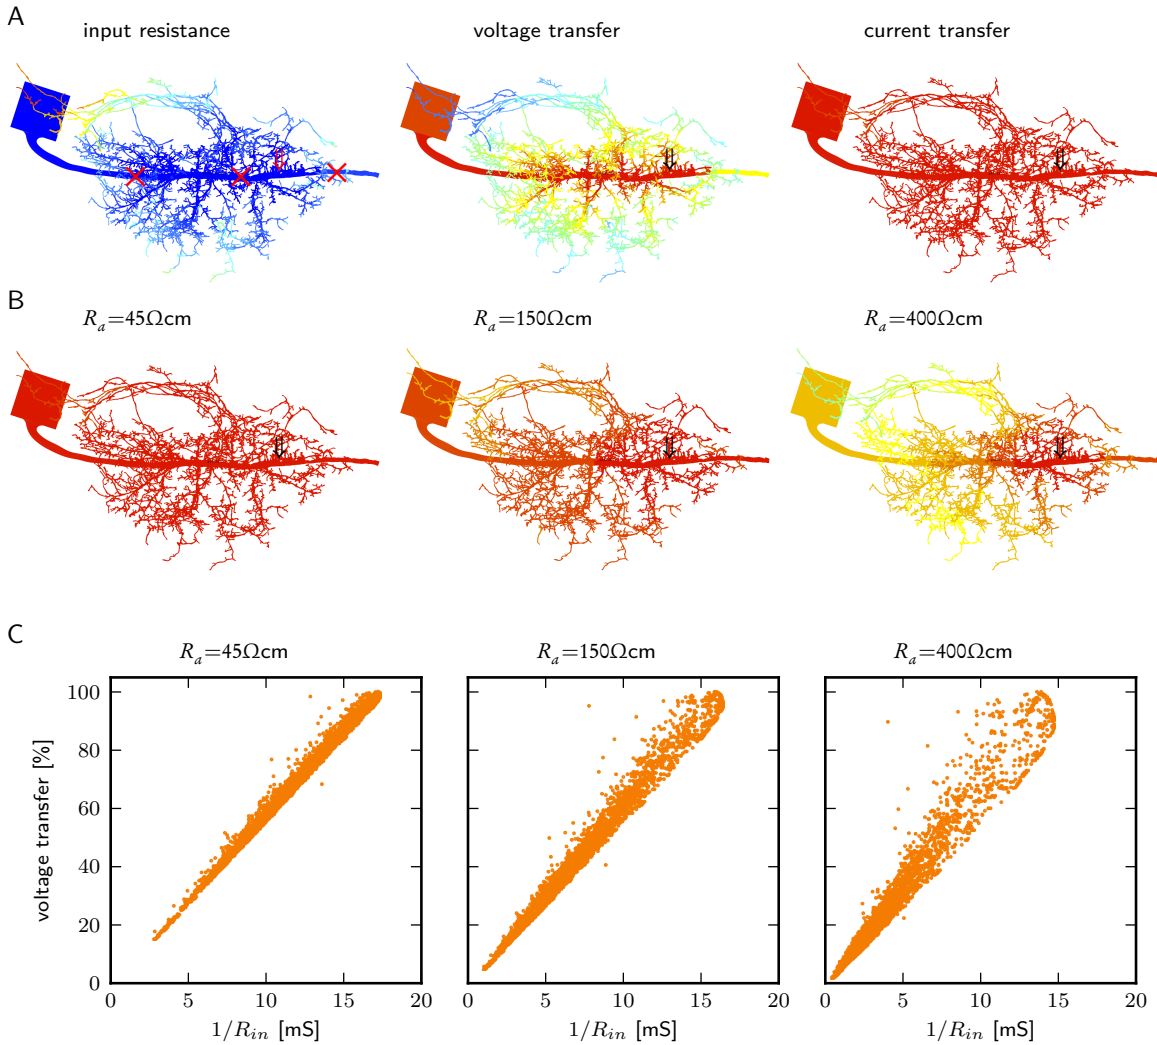 A
input resistance
voltage transfer
current transfer
B
R_a=45Ωcm
R_a=150Ωcm
R_a=400Ωcm
C
R_a=45Ωcm
R_a=150Ωcm
R_a=400Ωcm
100
80
60
40
20
0
voltage transfer [%]
0 5 10 15 20
0 5 10 15 20
0 5 10 15 20
1/R_in [mS]
1/R_in [mS]
1/R_in [mS]